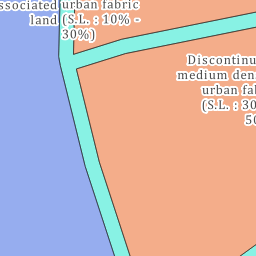 ssociated
land
urban fabric
(S.L. : 10% -
30%)
Discontinu
medium den
urban fab
(S.L. : 30
50